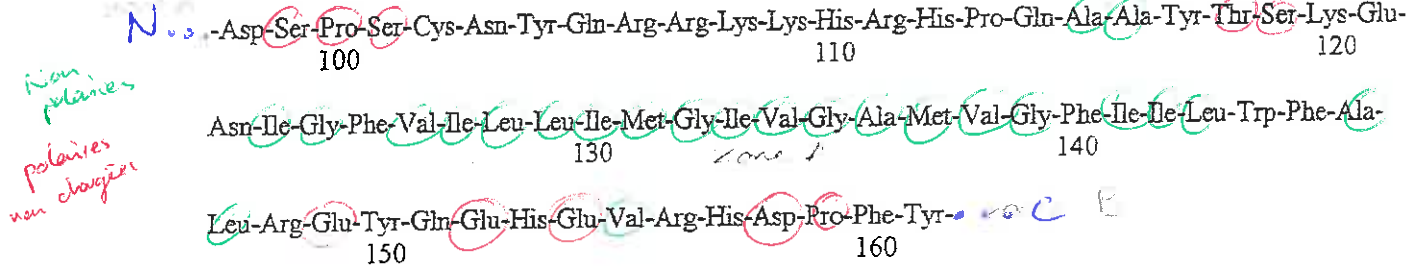 N...-Asp-Ser-Pro-Ser-Cys-Asn-Tyr-Gln-Arg-Arg-Lys-Lys-His-Arg-His-Pro-Gln-Ala-Ala-Tyr-Thr-Ser-Lys-Glu-
100 110 120
Non
polaires
Asn-Ile-Gly-Phe-Val-Ile-Leu-Leu-Ile-Met-Gly-Ile-Val-Gly-Ala-Met-Val-Gly-Phe-Ile-Ile-Leu-Trp-Phe-Ala-
130 140
polaires
non chargées
Leu-Arg-Glu-Tyr-Gln-Glu-His-Glu-Val-Arg-His-Asp-Pro-Phe-Tyr-...C
150 160